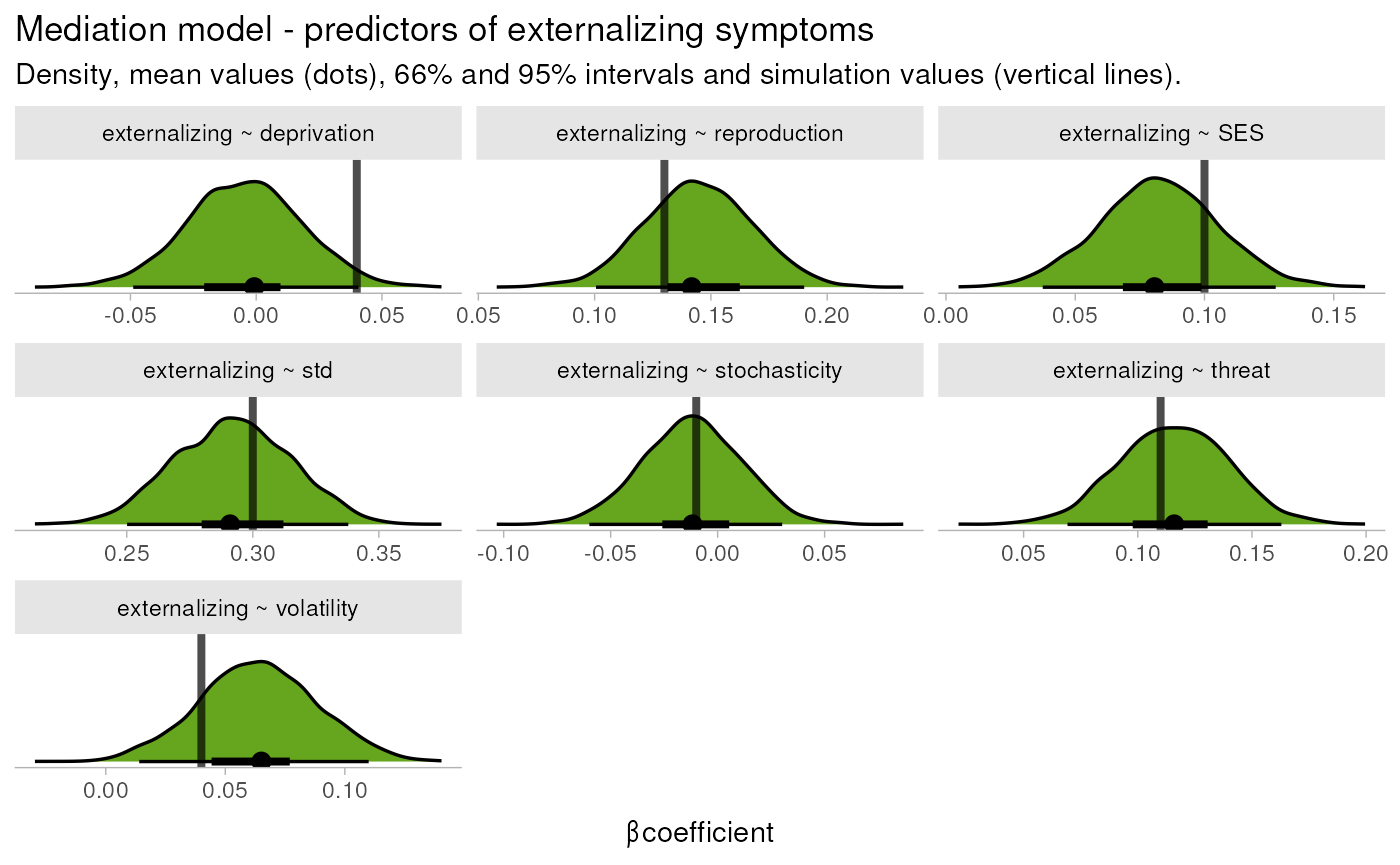 Mediation model - predictors of externalizing symptoms
Density, mean values (dots), 66% and 95% intervals and simulation values (vertical lines).
externalizing ~ deprivation
externalizing ~ reproduction
externalizing ~ SES
-0.05 0.00 0.05
0.05 0.10 0.15 0.20
0.00 0.05 0.10 0.15
externalizing ~ std
externalizing ~ stochasticity
externalizing ~ threat
0.25 0.30 0.35
-0.10 -0.05 0.00 0.05
0.05 0.10 0.15 0.20
externalizing ~ volatility
0.00 0.05 0.10
βcoefficient